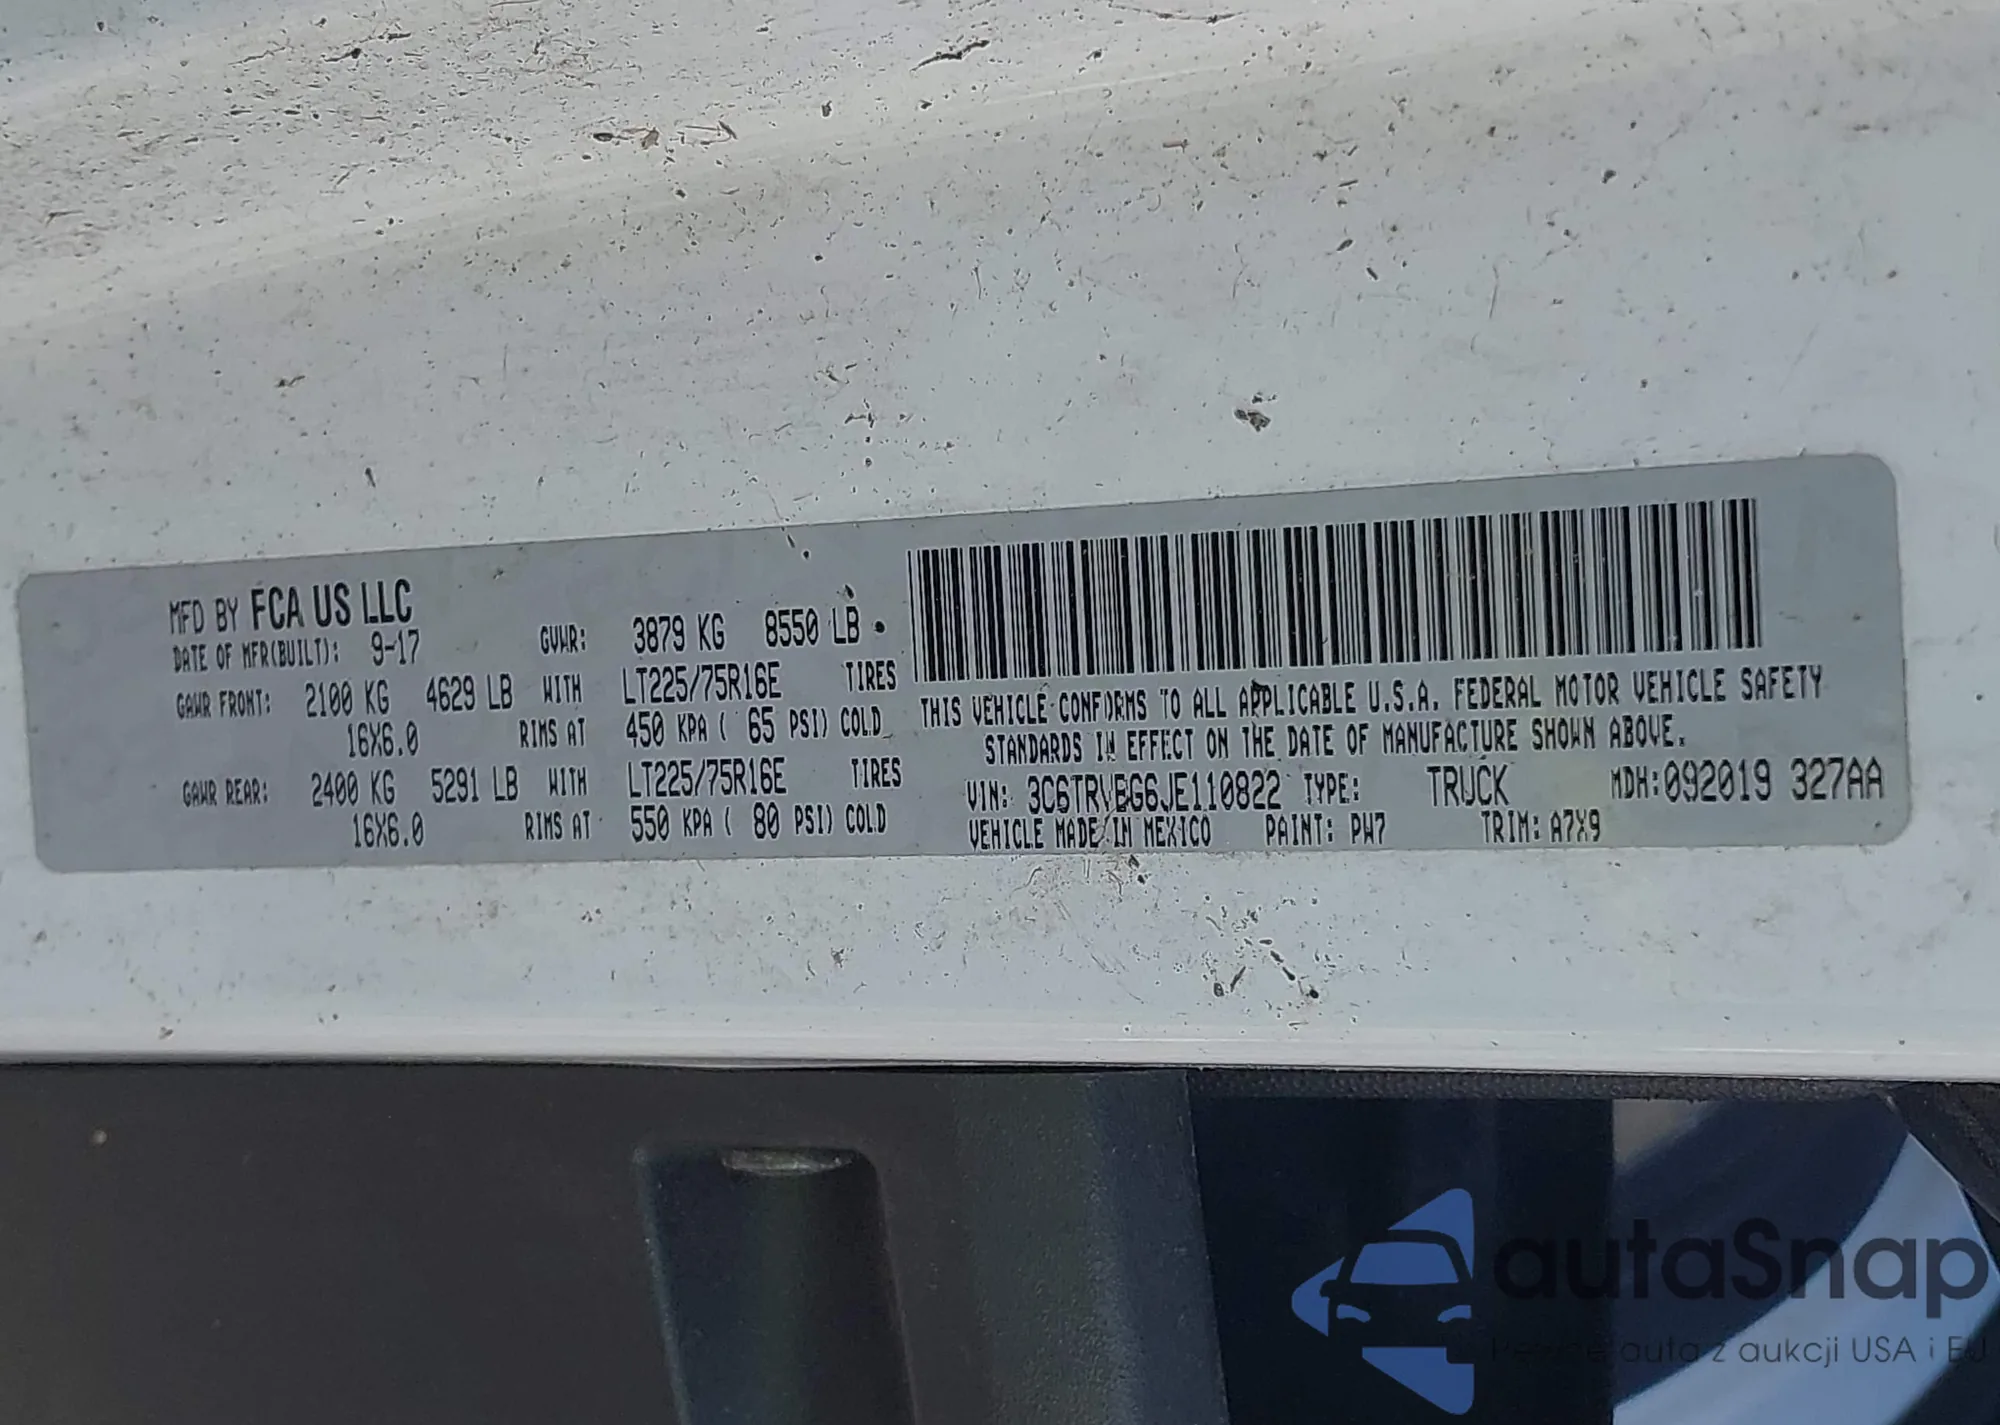 MFD BY FCA US LLC
DATE OF MFR(BUILT): 9-17 GVWR: 3879 KG 8550 LB
GAWR FRONT: 2100 KG 4629 LB WITH LT225/75R16E TIRES
16X6.0 RIMS AT 450 KPA ( 65 PSI) COLD
GAWR REAR: 2400 KG 5291 LB WITH LT225/75R16E TIRES
16X6.0 RIMS AT 550 KPA ( 80 PSI) COLD
THIS VEHICLE CONFORMS TO ALL APPLICABLE U.S.A. FEDERAL MOTOR VEHICLE SAFETY
STANDARDS IN EFFECT ON THE DATE OF MANUFACTURE SHOWN ABOVE.
VIN: 3C6TRVBG6JE110822 TYPE: TRUCK MDH:092019 327AA
VEHICLE MADE IN MEXICO PAINT: PW7 TRIM: A7X9
autaSnap
auta z aukcji USA i EU